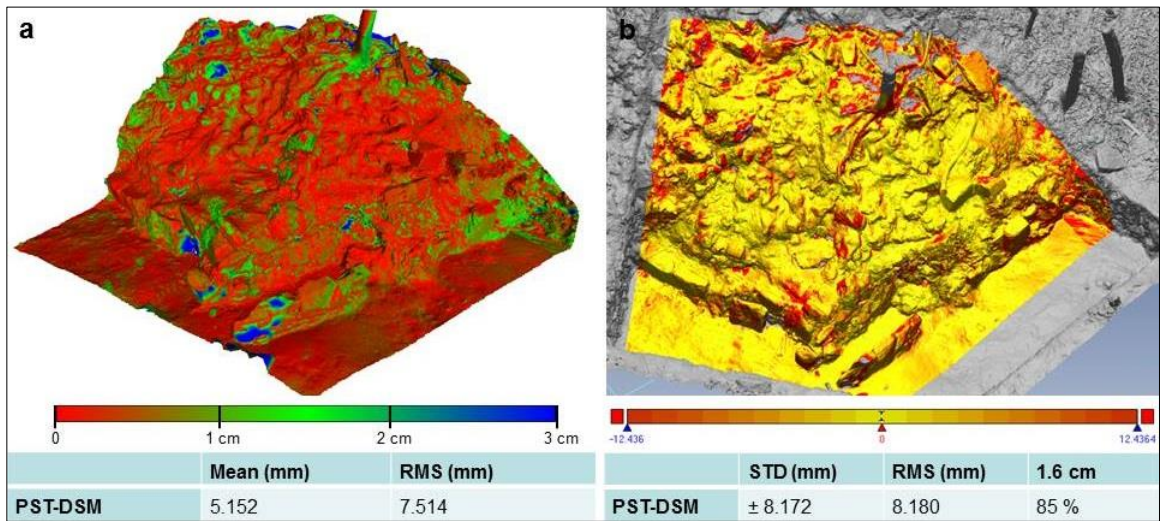 a
0 1 cm 2 cm 3 cm
Mean (mm) RMS (mm)
PST-DSM 5.152 7.514
b
-12.436 0 12.4364
STD (mm) RMS (mm) 1.6 cm
PST-DSM ± 8.172 8.180 85 %